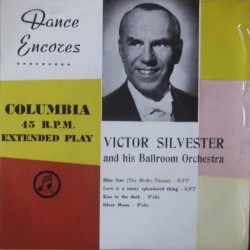 Dance
Encores
COLUMBIA
45 R.P.M.
EXTENDED PLAY
VICTOR SILVESTER
and his Ballroom Orchestra
Blue Star (The Medic Theme) . S.F.T
Love is a many splendored thing . S.F.T
Kiss in the dark . Waltz
Silver Moon . Waltz